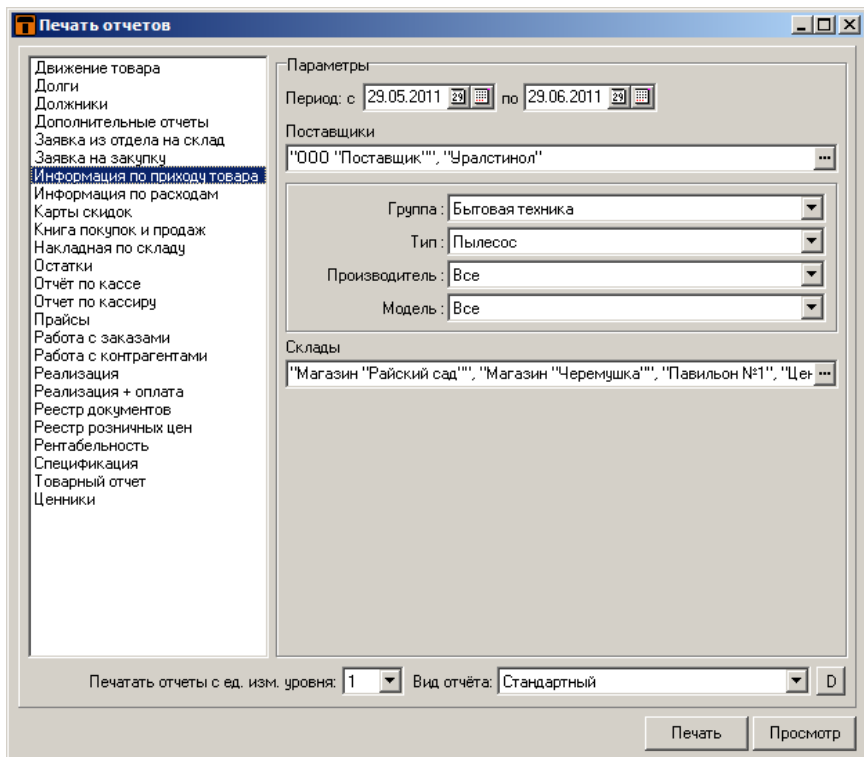 Печать отчетов
Движение товара
Долги
Должники
Дополнительные отчеты
Заявка из отдела на склад
Заявка на закупку
Информация по приходу товара
Информация по расходам
Карты скидок
Книга покупок и продаж
Накладная по складу
Остатки
Отчёт по кассе
Отчет по кассиру
Прайсы
Работа с заказами
Работа с контрагентами
Реализация
Реализация + оплата
Реестр документов
Реестр розничных цен
Рентабельность
Спецификация
Товарный отчет
Ценники
Параметры
Период: с 29.05.2011 29 по 29.06.2011 29
Поставщики
"ООО "Поставщик"", "Уралстинол" ...
Группа : Бытовая техника
Тип : Пылесос
Производитель : Все
Модель : Все
Склады
"Магазин "Райский сад"", "Магазин "Черемушка"", "Павильон №1", "Цен ...
Печатать отчеты с ед. изм. уровня: 1 Вид отчёта: Стандартный D
Печать Просмотр